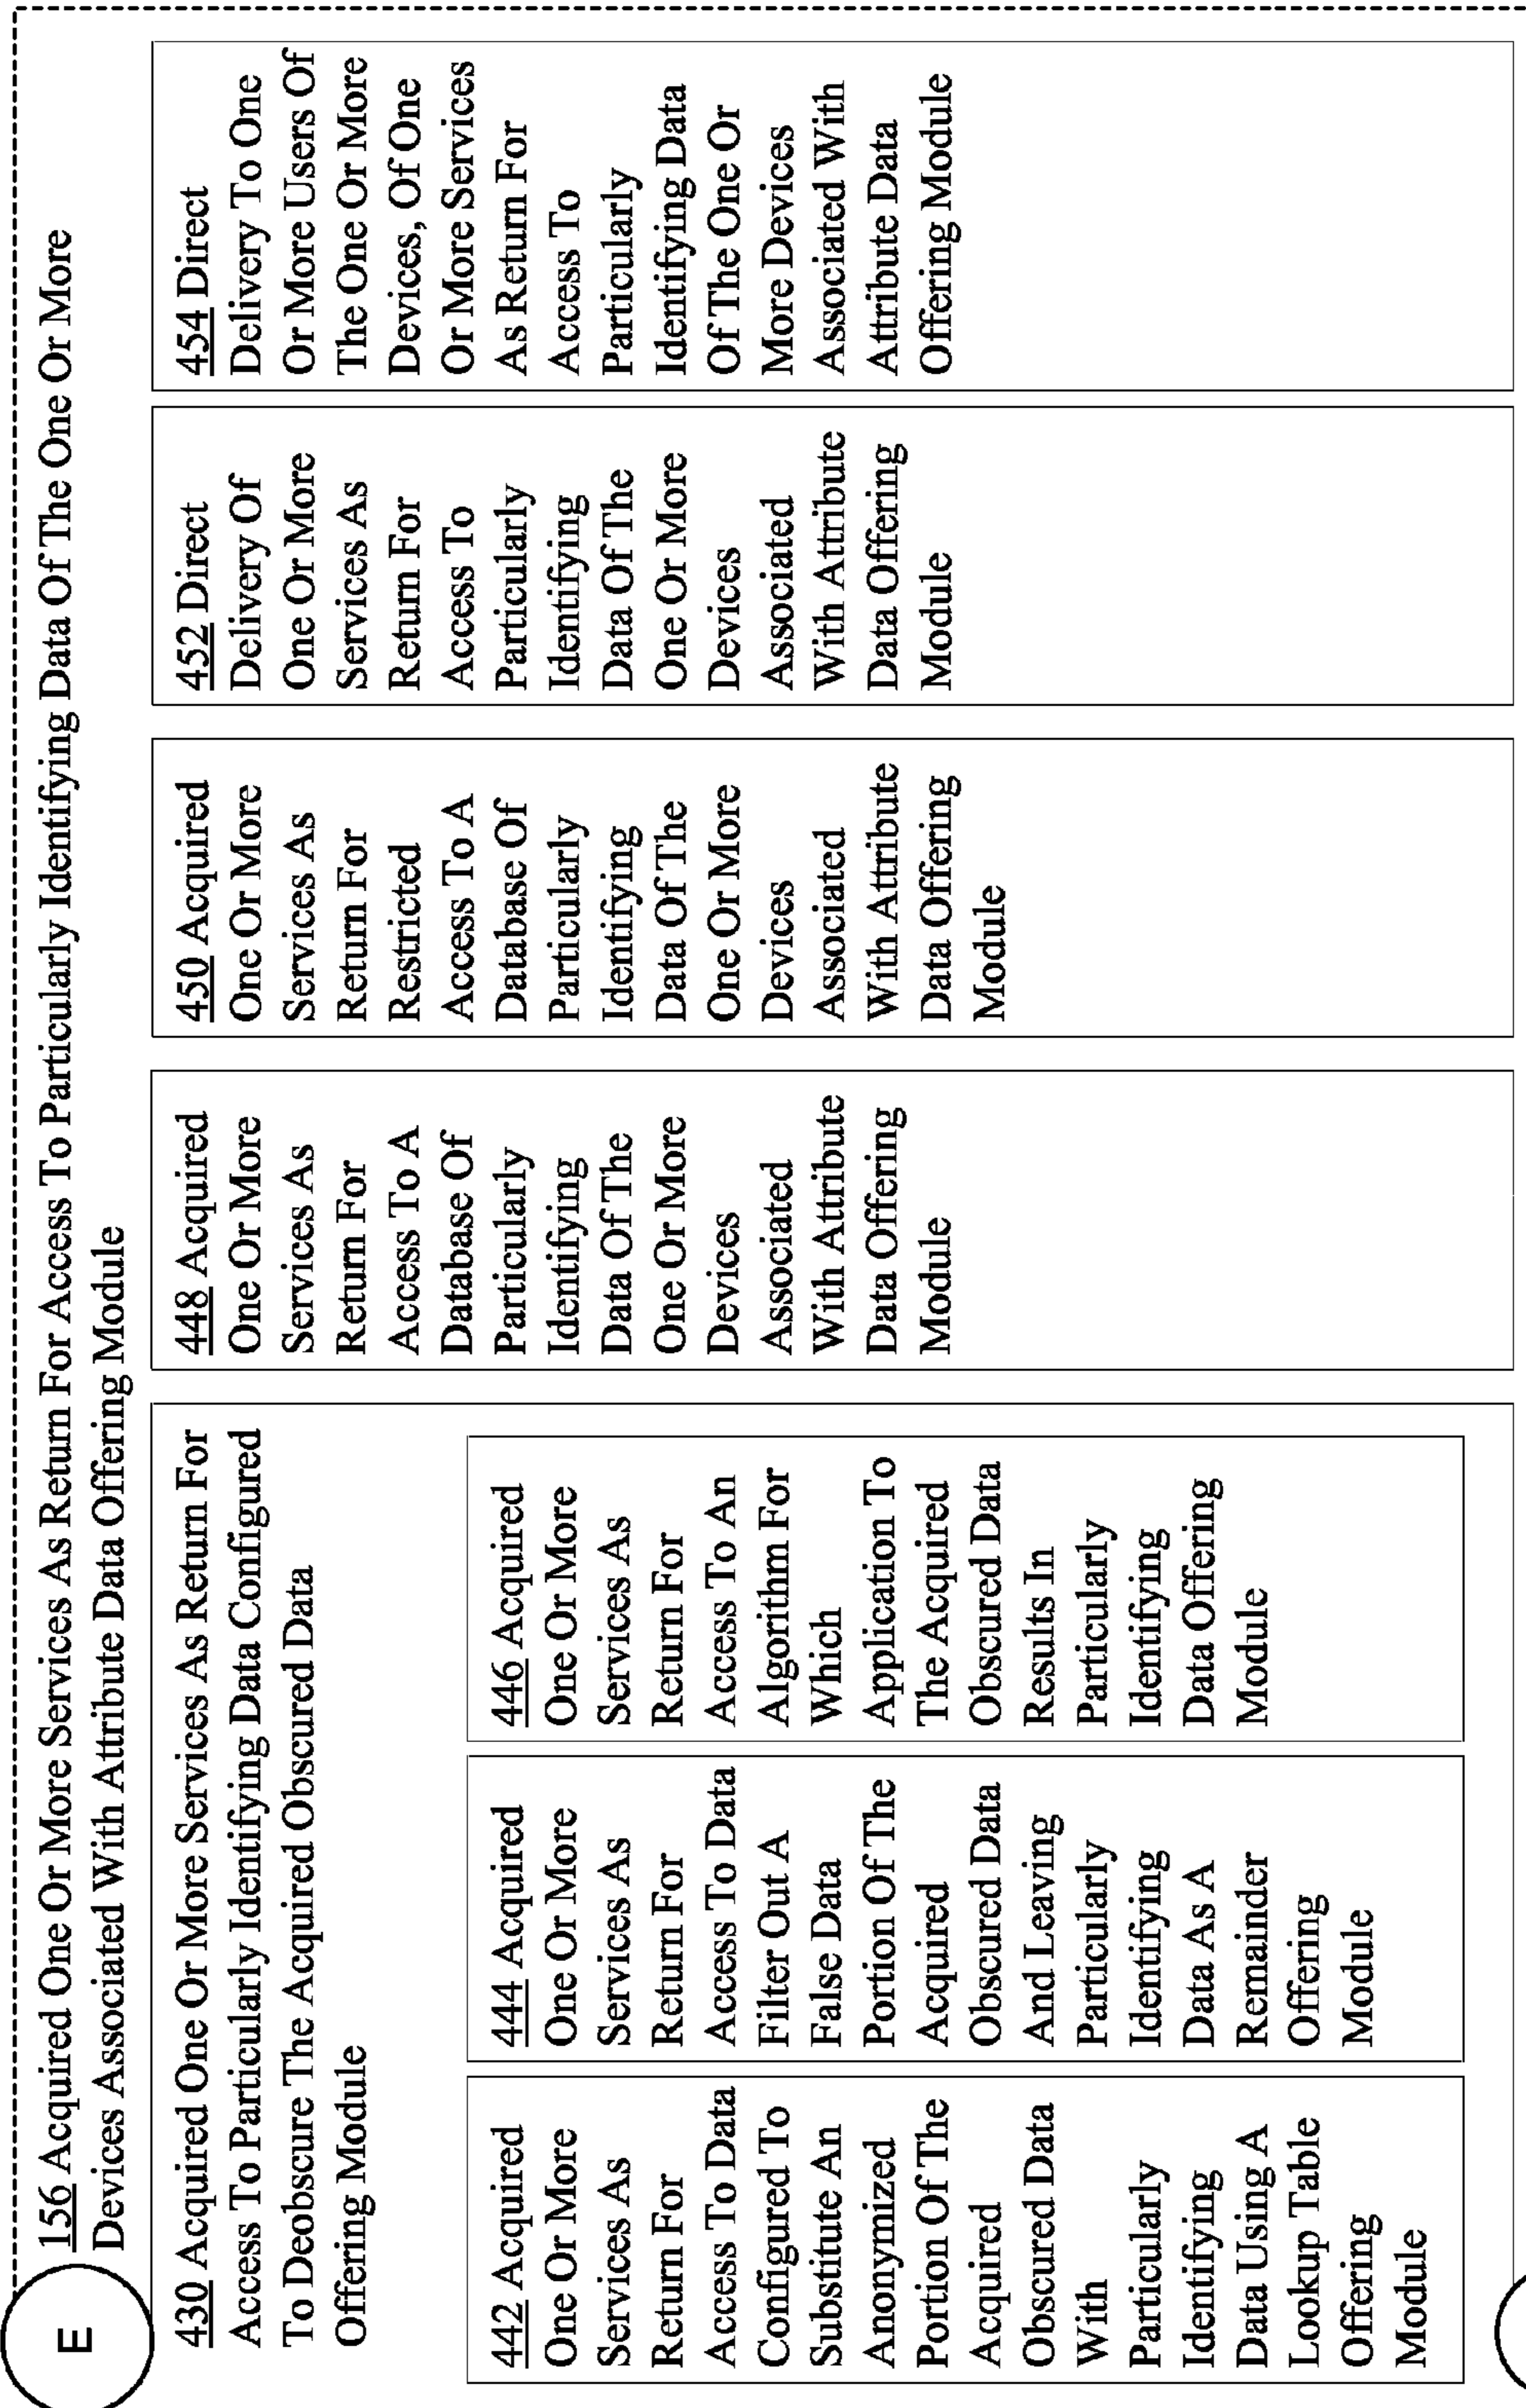 E
156 Acquired One Or More Services As Return For Access To Particularly Identifying Data Of The One Or More
Devices Associated With Attribute Data Offering Module
430 Acquired One Or More Services As Return For
Access To Particularly Identifying Data Configured
To Deobscure The Acquired Obscured Data
Offering Module
442 Acquired
One Or More
Services As
Return For
Access To Data
Configured To
Substitute An
Anonymized
Portion Of The
Acquired
Obscured Data
With
Particularly
Identifying
Data Using A
Lookup Table
Offering
Module
444 Acquired
One Or More
Services As
Return For
Access To Data
Filter Out A
False Data
Portion Of The
Acquired
Obscured Data
And Leaving
Particularly
Identifying
Data As A
Remainder
Offering
Module
446 Acquired
One Or More
Services As
Return For
Access To An
Algorithm For
Which
Application To
The Acquired
Obscured Data
Results In
Particularly
Identifying
Data Offering
Module
448 Acquired
One Or More
Services As
Return For
Access To A
Database Of
Particularly
Identifying
Data Of The
One Or More
Devices
Associated
With Attribute
Data Offering
Module
450 Acquired
One Or More
Services As
Return For
Restricted
Access To A
Database Of
Particularly
Identifying
Data Of The
One Or More
Devices
Associated
With Attribute
Data Offering
Module
452 Direct
Delivery Of
One Or More
Services As
Return For
Access To
Particularly
Identifying
Data Of The
One Or More
Devices
Associated
With Attribute
Data Offering
Module
454 Direct
Delivery To One
Or More Users Of
The One Or More
Devices, Of One
Or More Services
As Return For
Access To
Particularly
Identifying Data
Of The One Or
More Devices
Associated With
Attribute Data
Offering Module